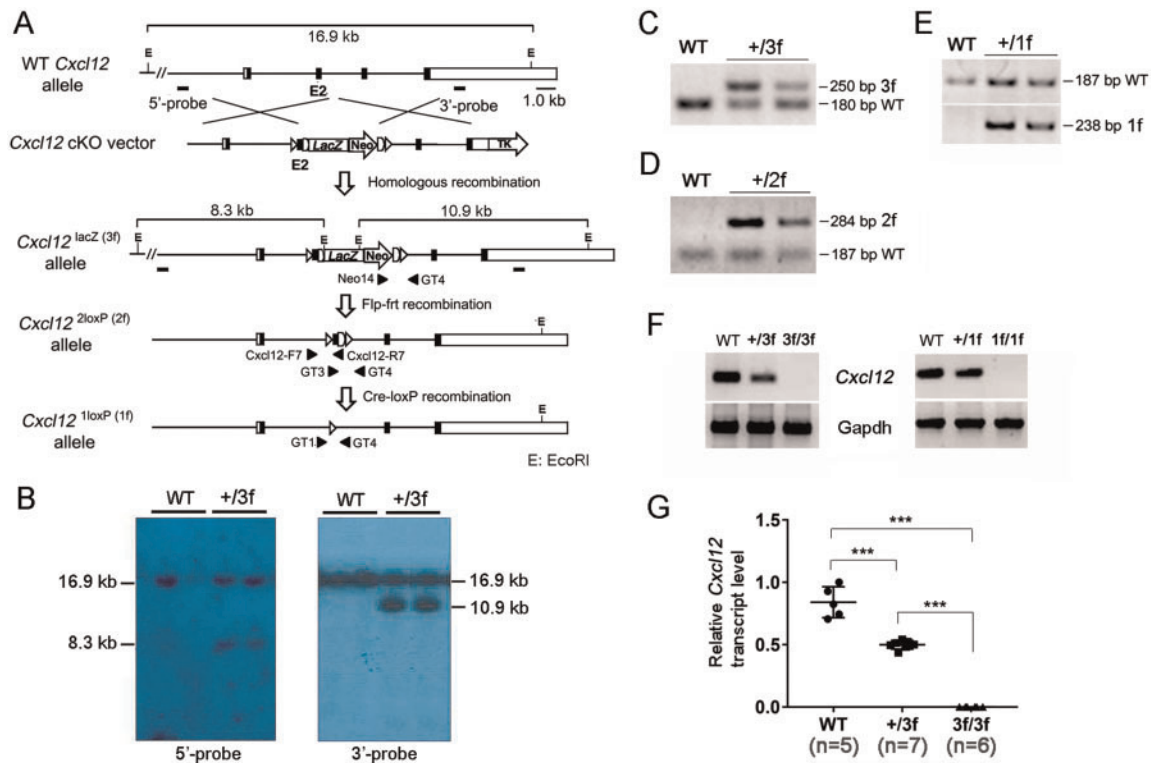 A
16.9 kb
E
E
WT Cxcl12
allele
E2
5'-probe
3'-probe
1.0 kb
Cxcl12 cKO vector
LacZ
Neo
TK
E2
Homologous recombination
8.3 kb
10.9 kb
E
E
E
E
Cxcl12 lacZ (3f)
allele
LacZ
Neo
Neo14
GT4
Flp-frt recombination
Cxcl12 2loxP (2f)
allele
E
Cxcl12-F7
Cxcl12-R7
GT3
GT4
Cre-loxP recombination
Cxcl12 1loxP (1f)
allele
E
GT1
GT4
E: EcoRI
B
WT
+/3f
WT
+/3f
16.9 kb
8.3 kb
16.9 kb
10.9 kb
5'-probe
3'-probe
C
WT
+/3f
250 bp 3f
180 bp WT
D
WT
+/2f
284 bp 2f
187 bp WT
E
WT
+/1f
187 bp WT
238 bp 1f
F
WT +/3f 3f/3f
WT +/1f 1f/1f
Cxcl12
Gapdh
G
Relative Cxcl12
transcript level
1.5
1.0
0.5
0.0
***
***
***
WT
+/3f
3f/3f
(n=5)
(n=7)
(n=6)